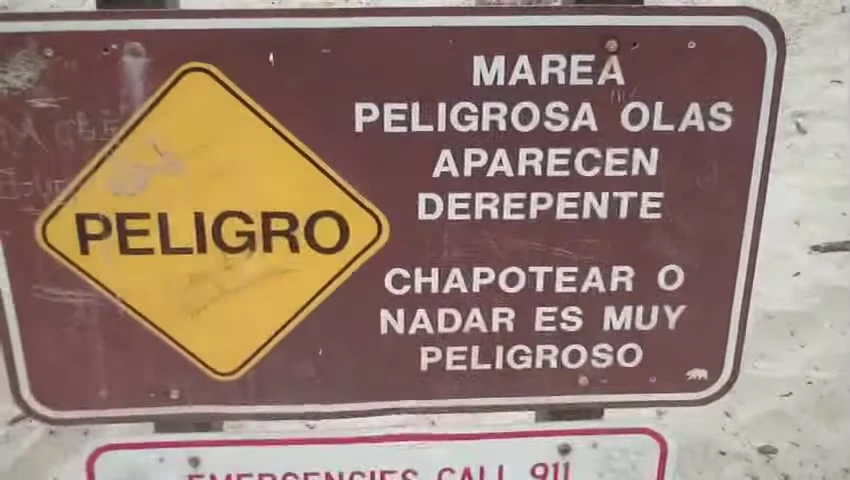 PELIGRO
MAREA
PELIGROSA OLAS
APARECEN
DEREPENTE
CHAPOTEAR O
NADAR ES MUY
PELIGROSO
EMERGENCIES CALL 911